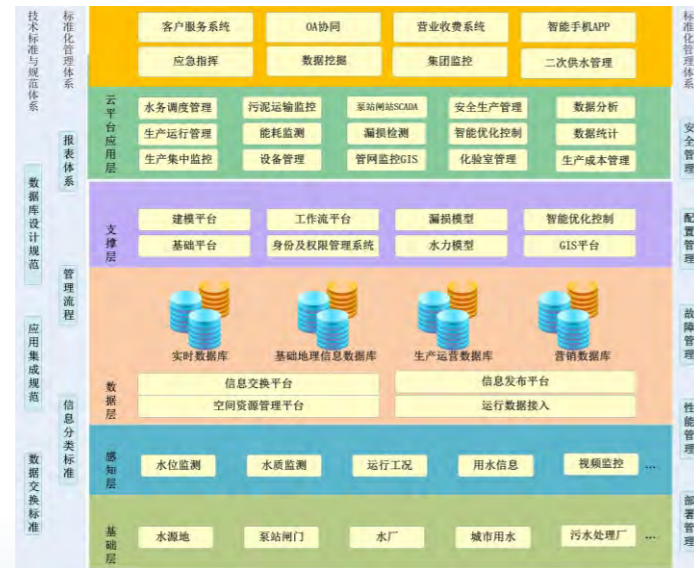 技术标准与规范体系
数据库设计规范
应用集成规范
数据交换标准
标准化管理体系
报表体系
管理流程
信息分类标准
客户服务系统 OA协同 营业收费系统 智能手机APP
应急指挥 数据挖掘 集团监控 二次供水管理
云平台应用层
水务调度管理 污泥运输监控 泵站闸站SCADA 安全生产管理 数据分析
生产运行管理 能耗监测 漏损检测 智能优化控制 数据统计
生产集中监控 设备管理 管网监控GIS 化验室管理 生产成本管理
支撑层
建模平台 工作流平台 漏损模型 智能优化控制
基础平台 身份及权限管理系统 水力模型 GIS平台
数据层
实时数据库 基础地理信息数据库 生产运营数据库 营销数据库
信息交换平台 信息发布平台
空间资源管理平台 运行数据接入
感知层
水位监测 水质监测 运行工况 用水信息 视频监控 ...
基础层
水源地 泵站闸门 水厂 城市用水 污水处理厂 ...
标准化管理体系
安全管理
配置管理
故障管理
性能管理
部署管理